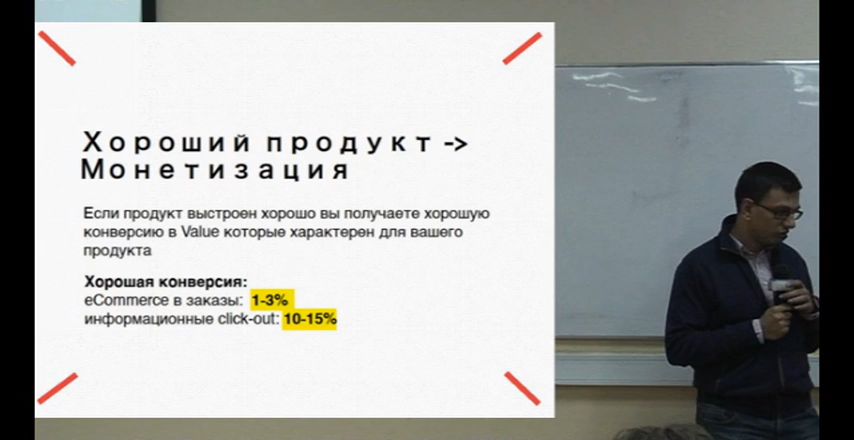 Хороший продукт ->
Монетизация
Если продукт выстроен хорошо вы получаете хорошую
конверсию в Value которые характерен для вашего
продукта
Хорошая конверсия:
eCommerce в заказы: 1-3%
информационные click-out: 10-15%